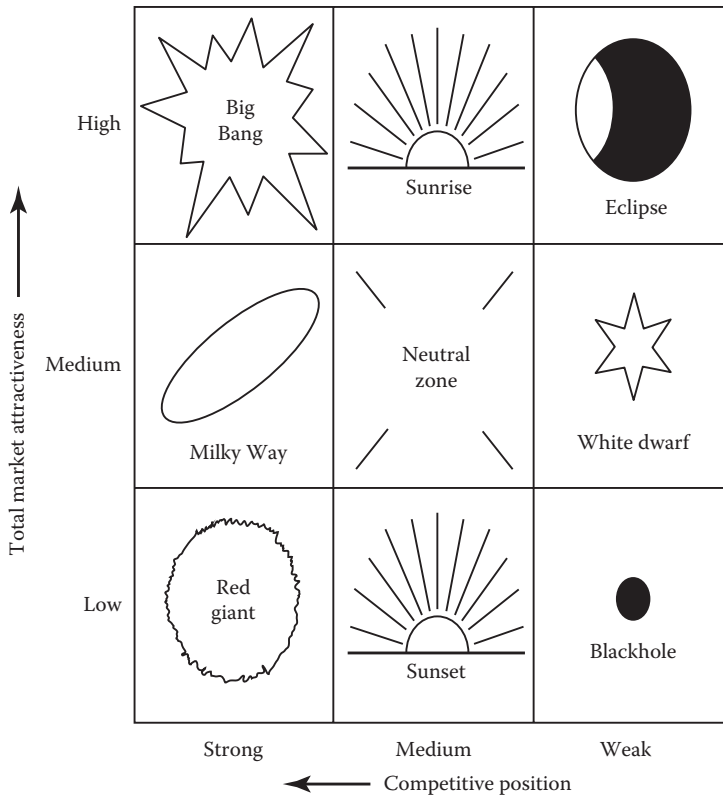 High
Big
Bang
Sunrise
Eclipse
Total market attractiveness
Medium
Milky Way
Neutral
zone
White dwarf
Low
Red
giant
Sunset
Blackhole
Strong
Medium
Weak
Competitive position